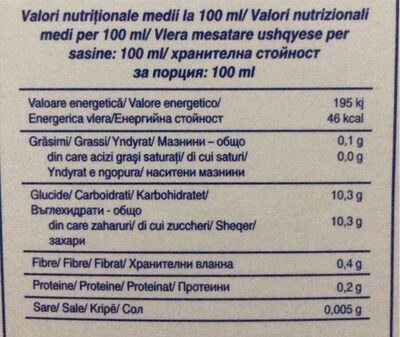 Valori nutriționale medii la 100 ml/ Valori nutrizionali
medi per 100 ml/ Vlera mesatare ushqyese per
sasine: 100 ml/ хранителна стойност
за порция: 100 ml
Valoare energetică/ Valore energetico/ 195 kj
Energerica vlera/Енергийна стойност 46 kcal
Grăsimi/ Grassi/ Yndyrat/ Мазнини – общо 0,1 g
din care acizi grași saturați/ di cui saturi/ 0,0 g
Yndyrat e ngopura/ наситени мазнини
Glucide/ Carboidrati/ Karbohidratet/ 10,3 g
Въглехидрати - общо
din care zaharuri/ di cui zuccheri/ Sheqer/ 10,3 g
захари
Fibre/ Fibre/ Fibrat/ Хранителни влакна 0,4 g
Proteine/ Proteine/ Proteinat/ Протеини 0,2 g
Sare/ Sale/ Kripë/ Сол 0,005 g